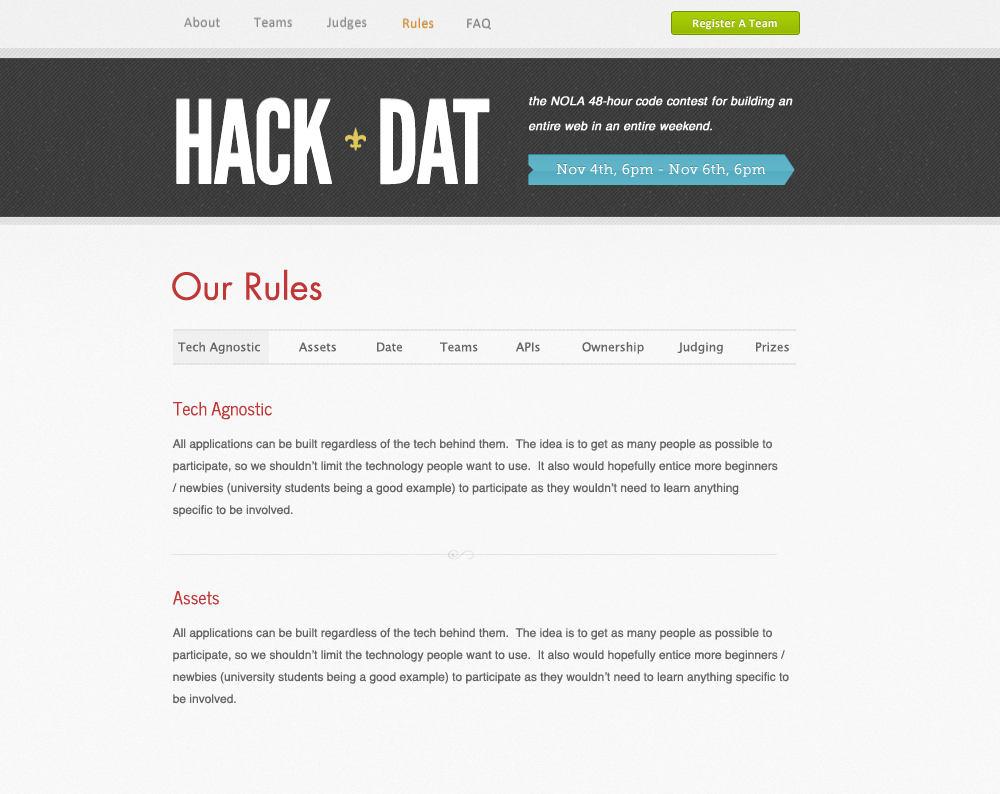 About Teams Judges Rules FAQ Register A Team
HACK DAT
the NOLA 48-hour code contest for building an
entire web in an entire weekend.
Nov 4th, 6pm - Nov 6th, 6pm
Our Rules
Tech Agnostic Assets Date Teams APIs Ownership Judging Prizes
Tech Agnostic
All applications can be built regardless of the tech behind them.  The idea is to get as many people as possible to
participate, so we shouldn’t limit the technology people want to use.  It also would hopefully entice more beginners
/ newbies (university students being a good example) to participate as they wouldn’t need to learn anything
specific to be involved.
Assets
All applications can be built regardless of the tech behind them.  The idea is to get as many people as possible to
participate, so we shouldn’t limit the technology people want to use.  It also would hopefully entice more beginners /
newbies (university students being a good example) to participate as they wouldn’t need to learn anything specific to
be involved.